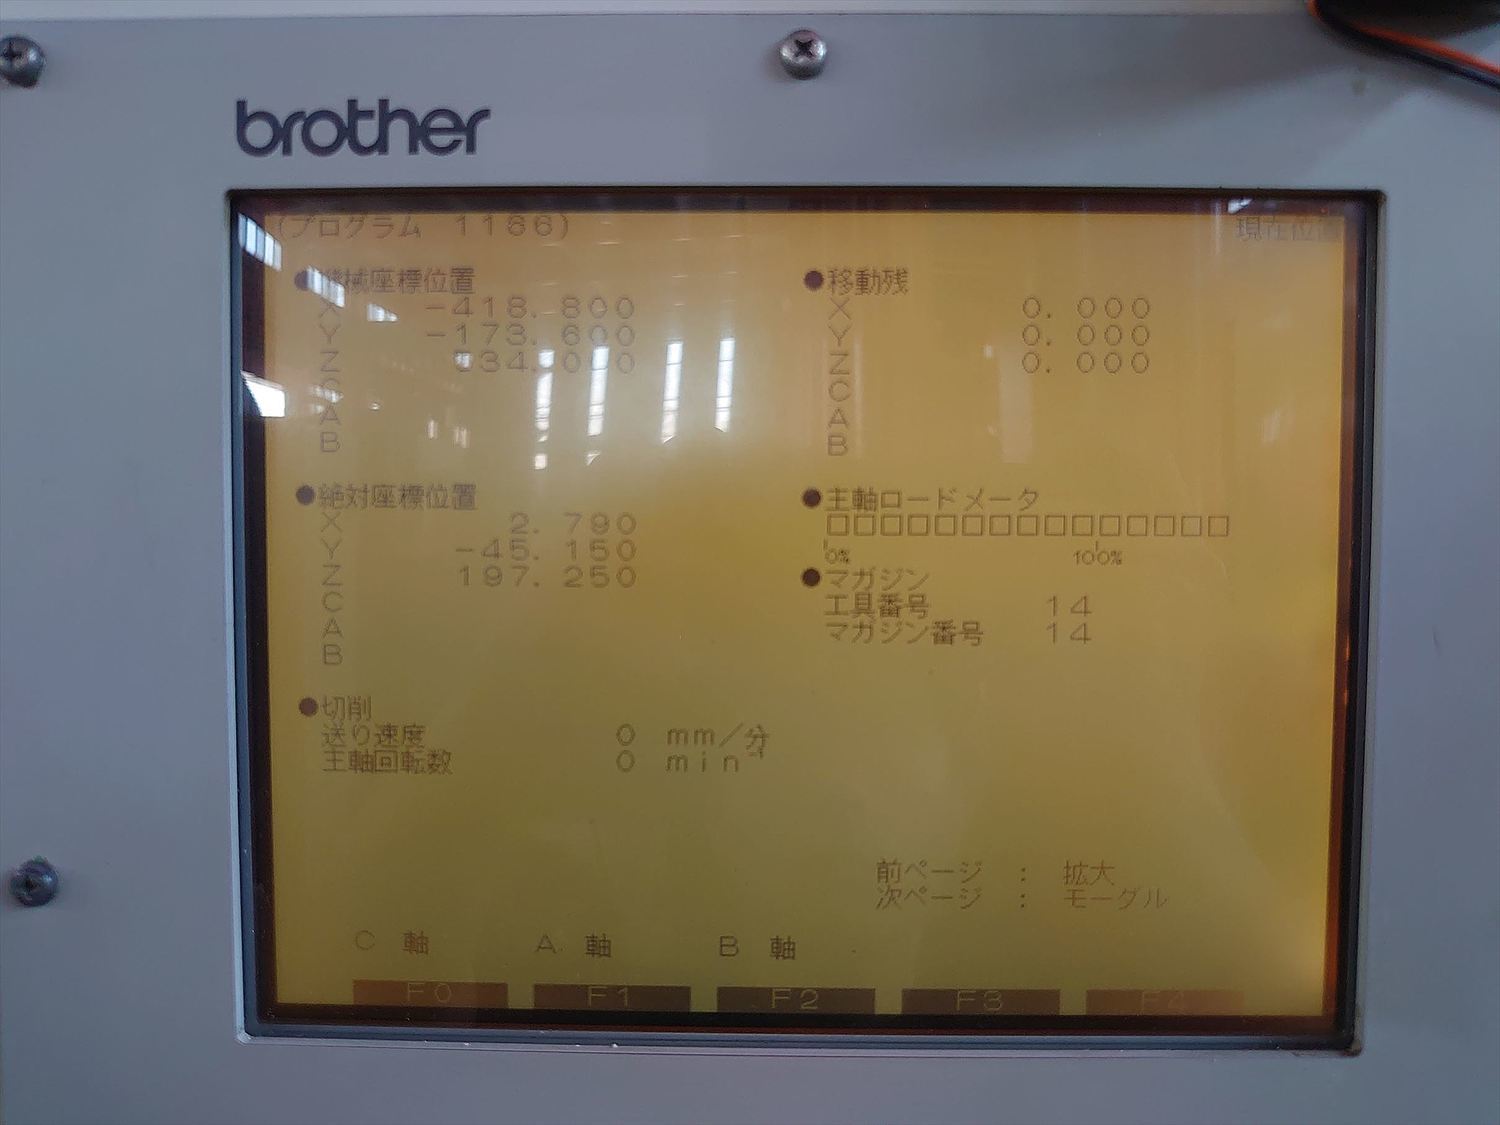 brother
(プログラム 1186)
現在位置
●機械座標位置
X -418.800
Y -173.600
Z
C
A
B
●移動残
X 0.000
Y 0.000
Z 0.000
C
A
B
●絶対座標位置
X 2.790
Y -45.150
Z 197.250
C
A
B
●主軸ロードメータ
□□□□□□□□□□□□□□□
0% 100%
●マガジン
工具番号 14
マガジン番号 14
●切削
送り速度 0 mm/分
主軸回転数 0 min⁻¹
前ページ : 拡大
次ページ : モーグル
C 軸 A 軸 B 軸
F0 F1 F2 F3 F4